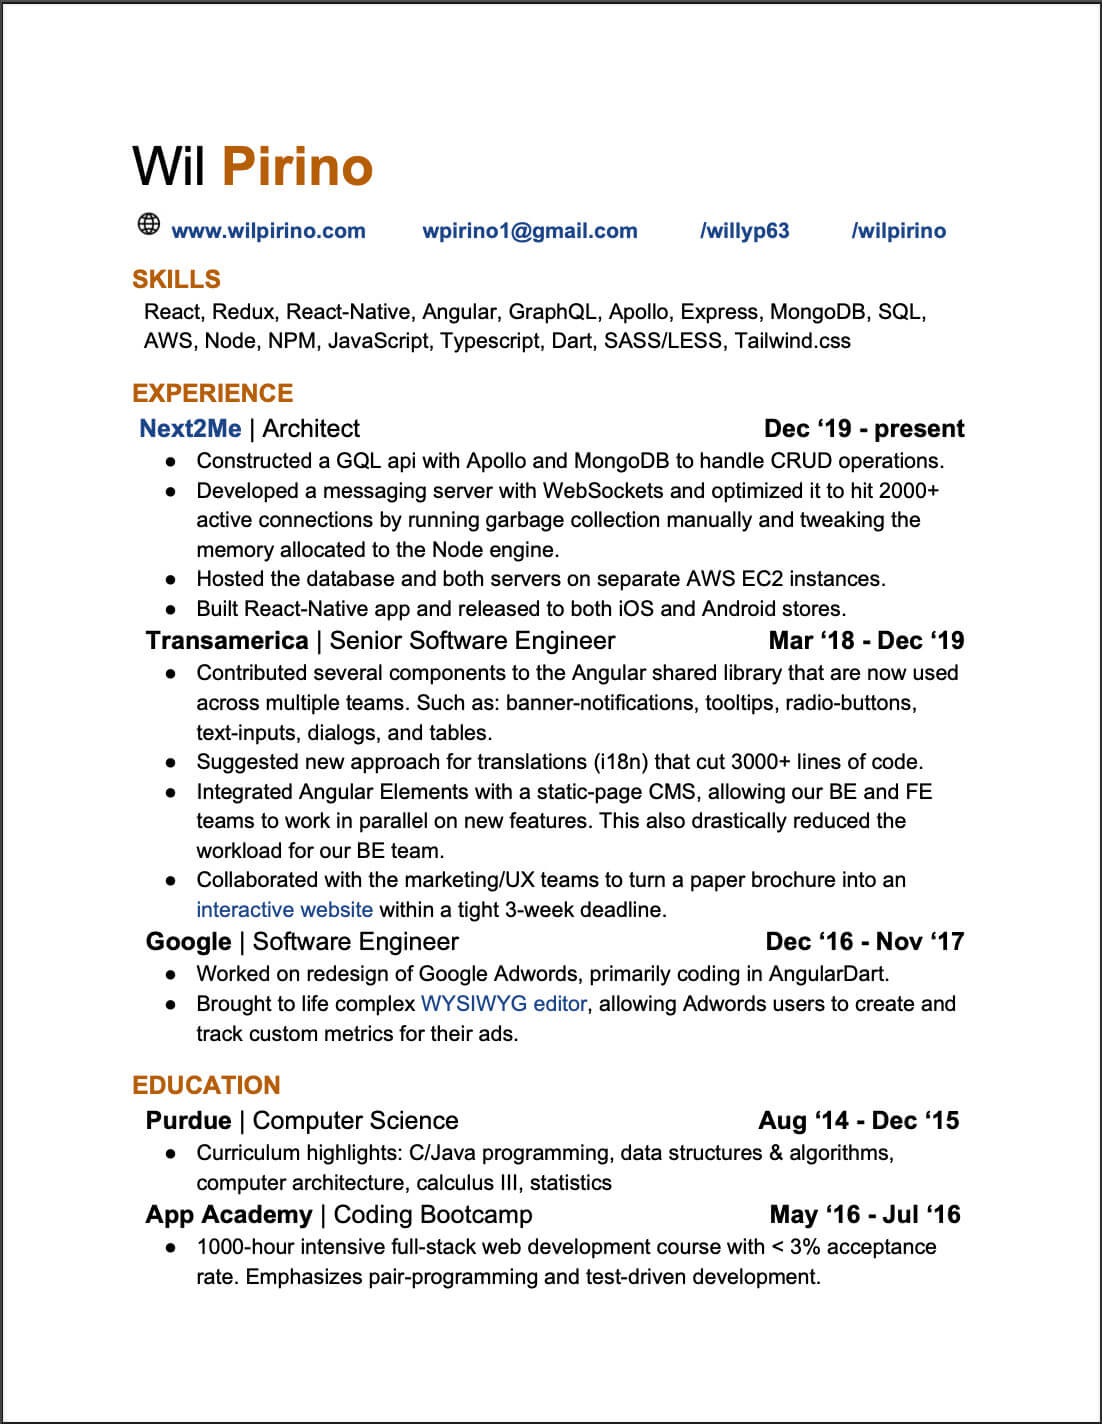 Wil Pirino
www.wilpirino.com wpirino1@gmail.com /willyp63 /wilpirino
SKILLS
React, Redux, React-Native, Angular, GraphQL, Apollo, Express, MongoDB, SQL,
AWS, Node, NPM, JavaScript, Typescript, Dart, SASS/LESS, Tailwind.css
EXPERIENCE
Next2Me | Architect Dec ‘19 - present
● Constructed a GQL api with Apollo and MongoDB to handle CRUD operations.
● Developed a messaging server with WebSockets and optimized it to hit 2000+
active connections by running garbage collection manually and tweaking the
memory allocated to the Node engine.
● Hosted the database and both servers on separate AWS EC2 instances.
● Built React-Native app and released to both iOS and Android stores.
Transamerica | Senior Software Engineer Mar ‘18 - Dec ‘19
● Contributed several components to the Angular shared library that are now used
across multiple teams. Such as: banner-notifications, tooltips, radio-buttons,
text-inputs, dialogs, and tables.
● Suggested new approach for translations (i18n) that cut 3000+ lines of code.
● Integrated Angular Elements with a static-page CMS, allowing our BE and FE
teams to work in parallel on new features. This also drastically reduced the
workload for our BE team.
● Collaborated with the marketing/UX teams to turn a paper brochure into an
interactive website within a tight 3-week deadline.
Google | Software Engineer Dec ‘16 - Nov ‘17
● Worked on redesign of Google Adwords, primarily coding in AngularDart.
● Brought to life complex WYSIWYG editor, allowing Adwords users to create and
track custom metrics for their ads.
EDUCATION
Purdue | Computer Science Aug ‘14 - Dec ‘15
● Curriculum highlights: C/Java programming, data structures & algorithms,
computer architecture, calculus III, statistics
App Academy | Coding Bootcamp May ‘16 - Jul ‘16
● 1000-hour intensive full-stack web development course with < 3% acceptance
rate. Emphasizes pair-programming and test-driven development.